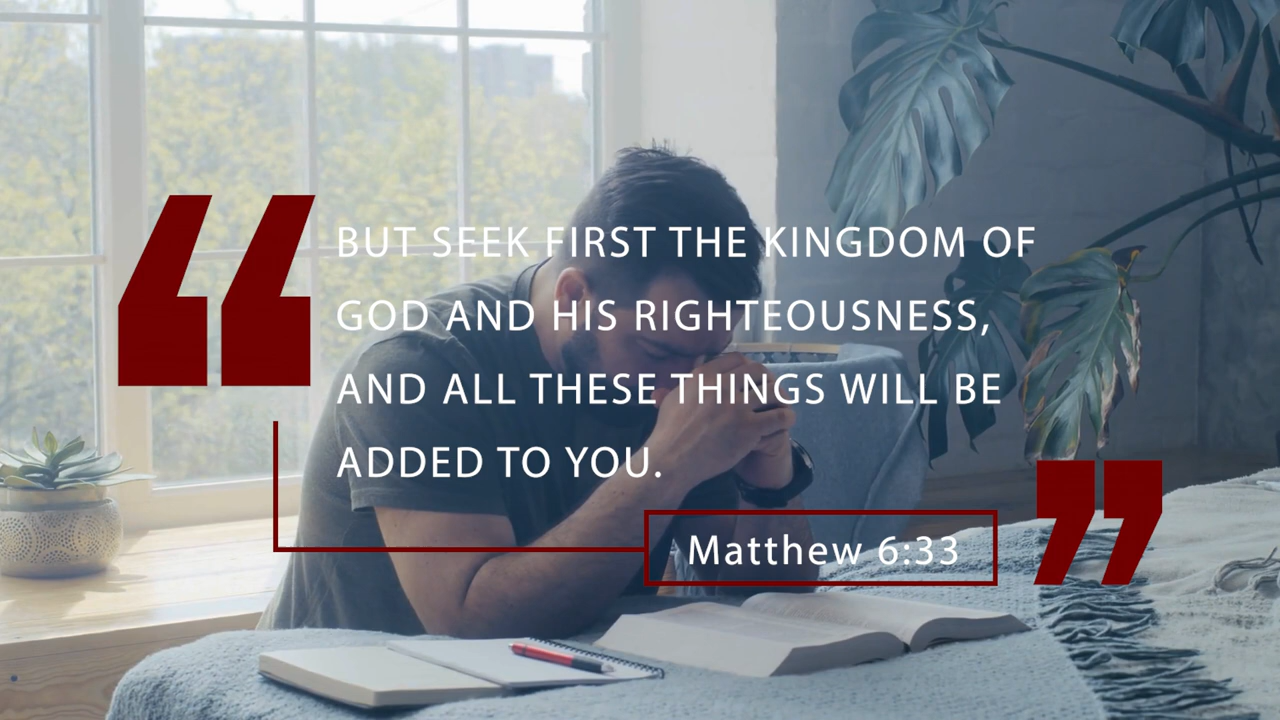 BUT SEEK FIRST THE KINGDOM OF
GOD AND HIS RIGHTEOUSNESS,
AND ALL THESE THINGS WILL BE
ADDED TO YOU.
Matthew 6:33